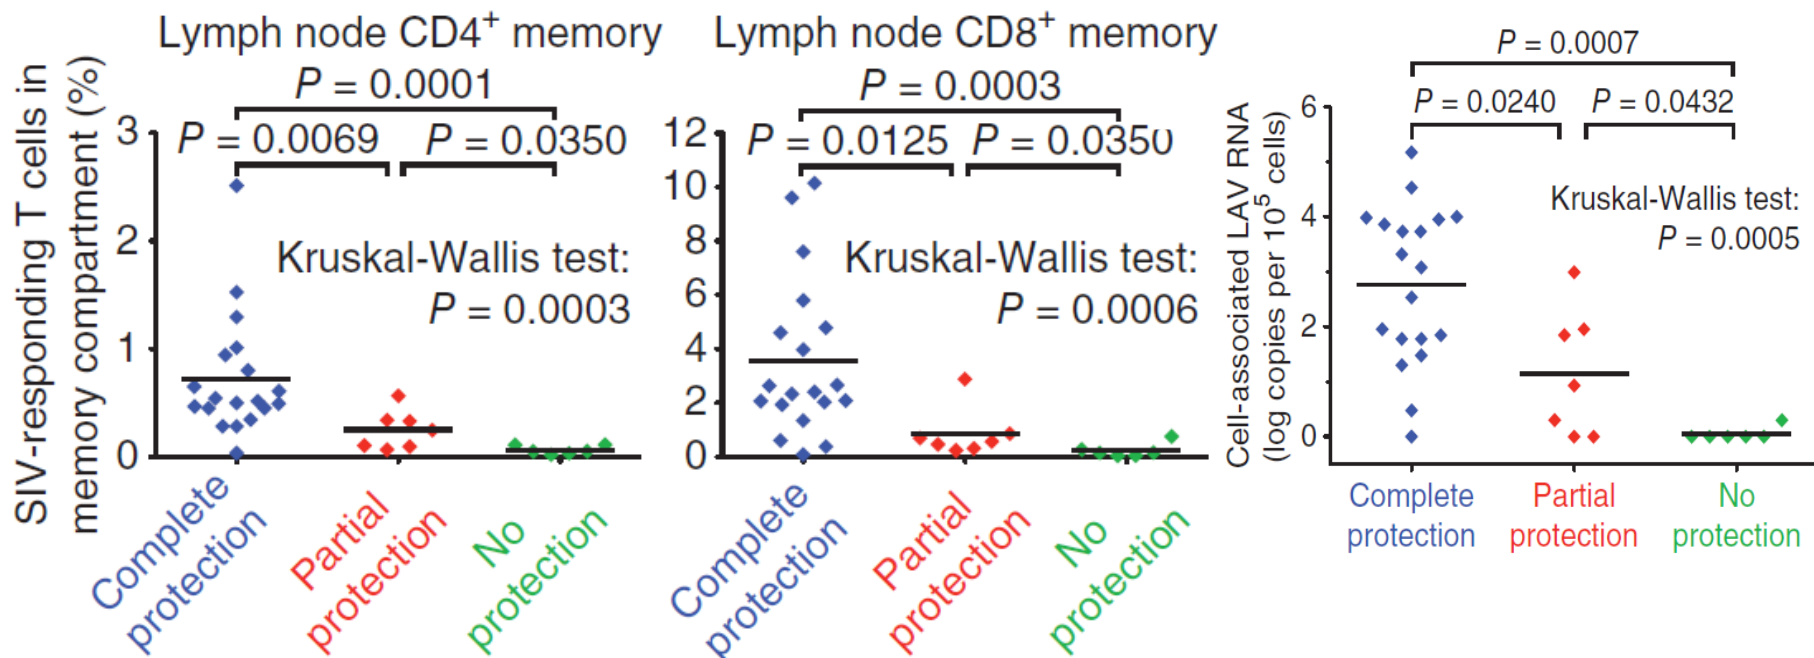 Lymph node CD4⁺ memory
P = 0.0001
P = 0.0069
P = 0.0350
Kruskal-Wallis test:
P = 0.0003
SIV-responding T cells in
memory compartment (%)
3
2
1
0
Complete
protection
Partial
protection
No
protection
Lymph node CD8⁺ memory
P = 0.0003
P = 0.0125
P = 0.0350
Kruskal-Wallis test:
P = 0.0006
12
10
8
6
4
2
0
Complete
protection
Partial
protection
No
protection
P = 0.0007
P = 0.0240
P = 0.0432
Kruskal-Wallis test:
P = 0.0005
Cell-associated LAV RNA
(log copies per 10⁵ cells)
6
4
2
0
Complete
protection
Partial
protection
No
protection